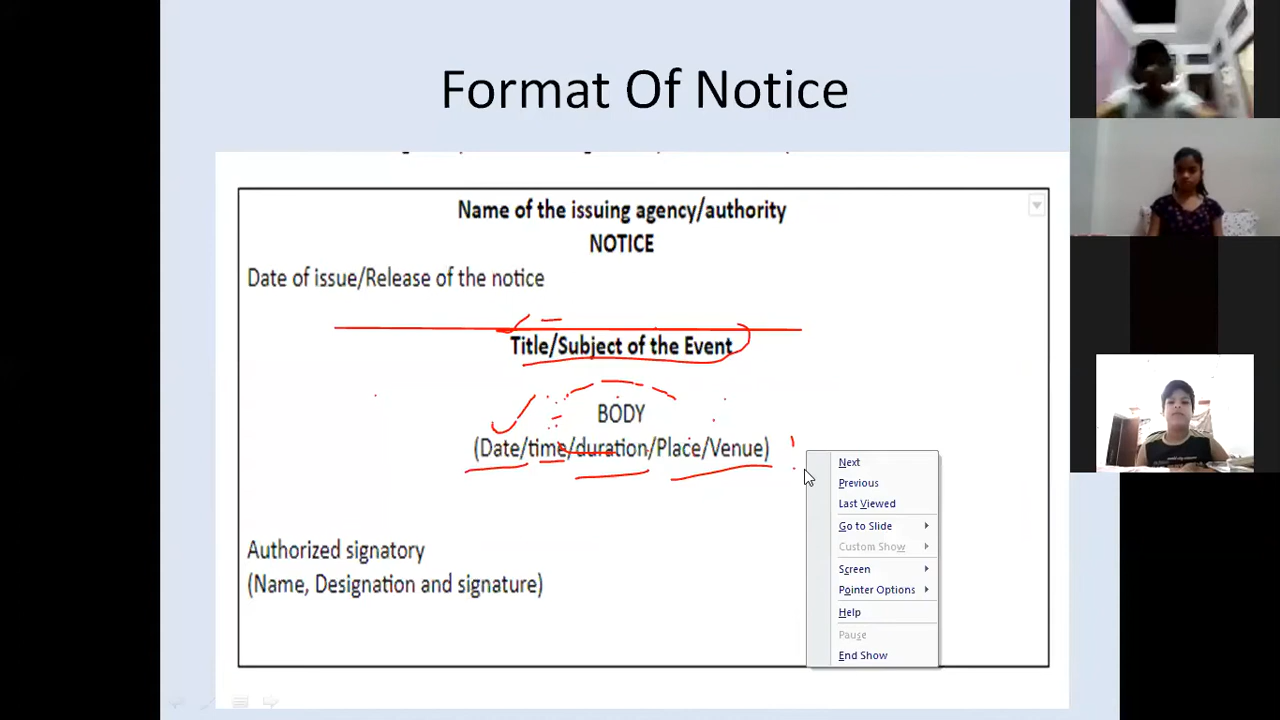 Format Of Notice
Name of the issuing agency/authority
NOTICE
Date of issue/Release of the notice
Title/Subject of the Event
BODY
(Date/time/duration/Place/Venue)
Authorized signatory
(Name, Designation and signature)
Next
Previous
Last Viewed
Go to Slide
Custom Show
Screen
Pointer Options
Help
Pause
End Show